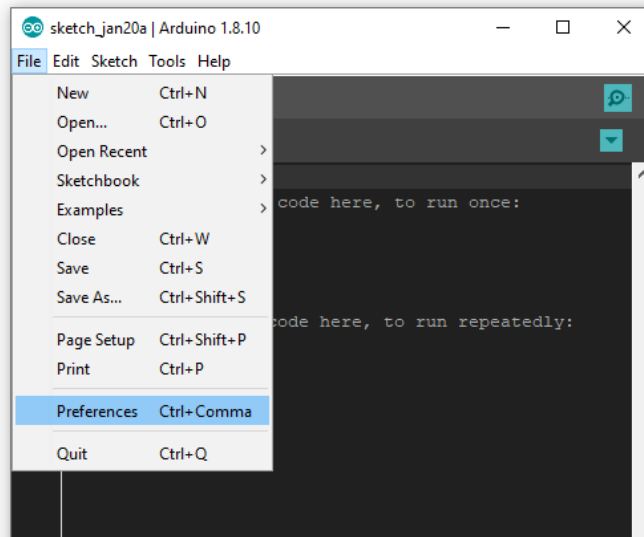 sketch_jan20a | Arduino 1.8.10
File Edit Sketch Tools Help
New Ctrl+N
Open... Ctrl+O
Open Recent
Sketchbook
Examples
Close Ctrl+W
Save Ctrl+S
Save As... Ctrl+Shift+S
Page Setup Ctrl+Shift+P
Print Ctrl+P
Preferences Ctrl+Comma
Quit Ctrl+Q
code here, to run once:
code here, to run repeatedly: